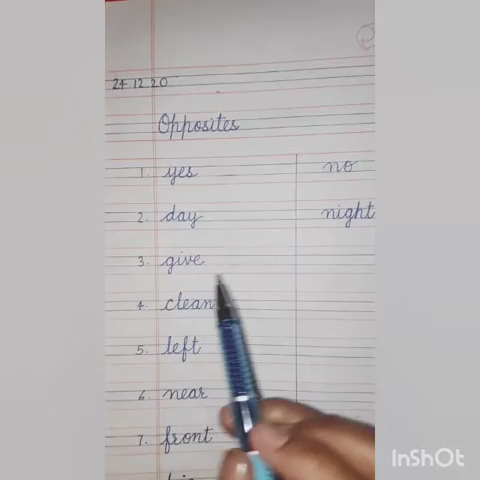 24.12.20
Opposites
1. yes no
2. day night
3. give
4. clean
5. left
6. near
7. front
InShOt